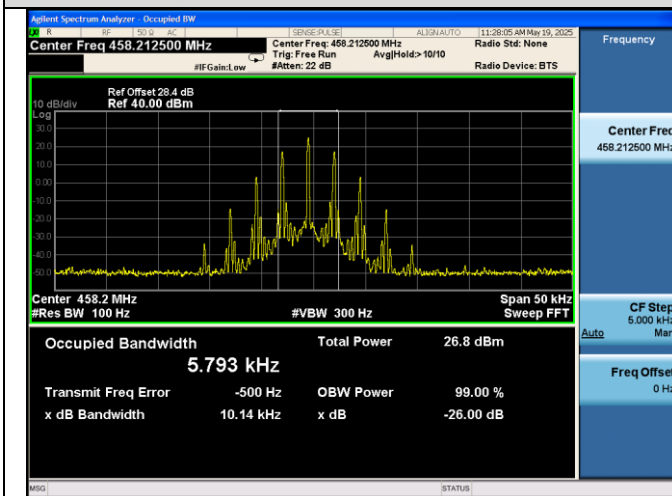 Agilent Spectrum Analyzer - Occupied BW
R RF 50 Ω AC SENSE:PULSE ALIGN AUTO 11:28:05 AM May 19, 2025
Center Freq 458.212500 MHz
Center Freq: 458.212500 MHz
Radio Std: None
Trig: Free Run Avg|Hold:>10/10
#IFGain:Low
#Atten: 22 dB
Radio Device: BTS
Ref Offset 28.4 dB
10 dB/div Ref 40.00 dBm
Log
30.0
20.0
10.0
0.00
-10.0
-20.0
-30.0
-40.0
-50.0
Center 458.2 MHz Span 50 kHz
#Res BW 100 Hz #VBW 300 Hz Sweep FFT
Occupied Bandwidth Total Power 26.8 dBm
5.793 kHz
Transmit Freq Error -500 Hz OBW Power 99.00 %
x dB Bandwidth 10.14 kHz x dB -26.00 dB
MSG STATUS
Frequency
Center Freq
458.212500 MHz
CF Step
5.000 kHz
Auto Man
Freq Offset
0 Hz